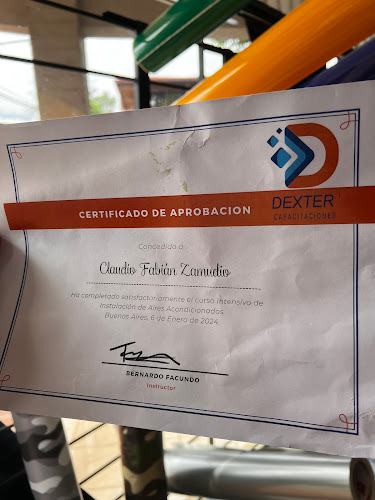 DEXTER
CAPACITACIONES
CERTIFICADO DE APROBACION
Concedido a
Claudio Fabián Zamudio
Ha completado satisfactoriamente el curso intensivo de
Instalación de Aires Acondicionados
Buenos Aires, 6 de Enero de 2024
BERNARDO FACUNDO
Instructor